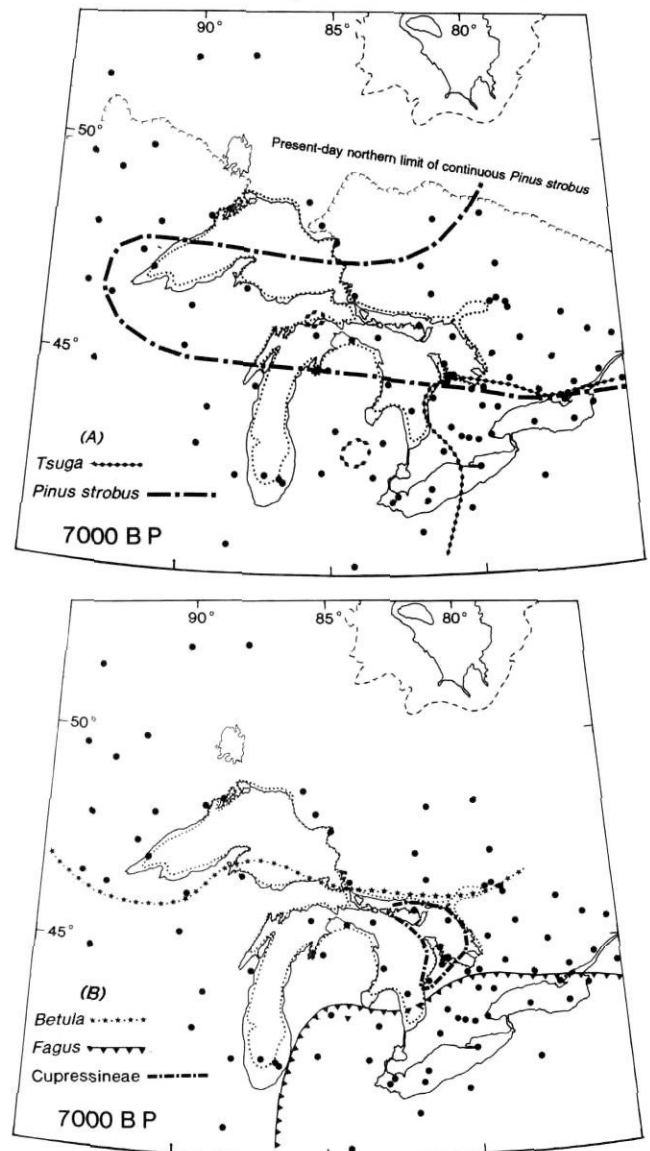 90° 85° 80°
50°
Present-day northern limit of continuous Pinus strobus
45°
(A)
Tsuga
Pinus strobus
7000 B P
90° 85° 80°
50°
45°
(B)
Betula
Fagus
Cupressineae
7000 B P